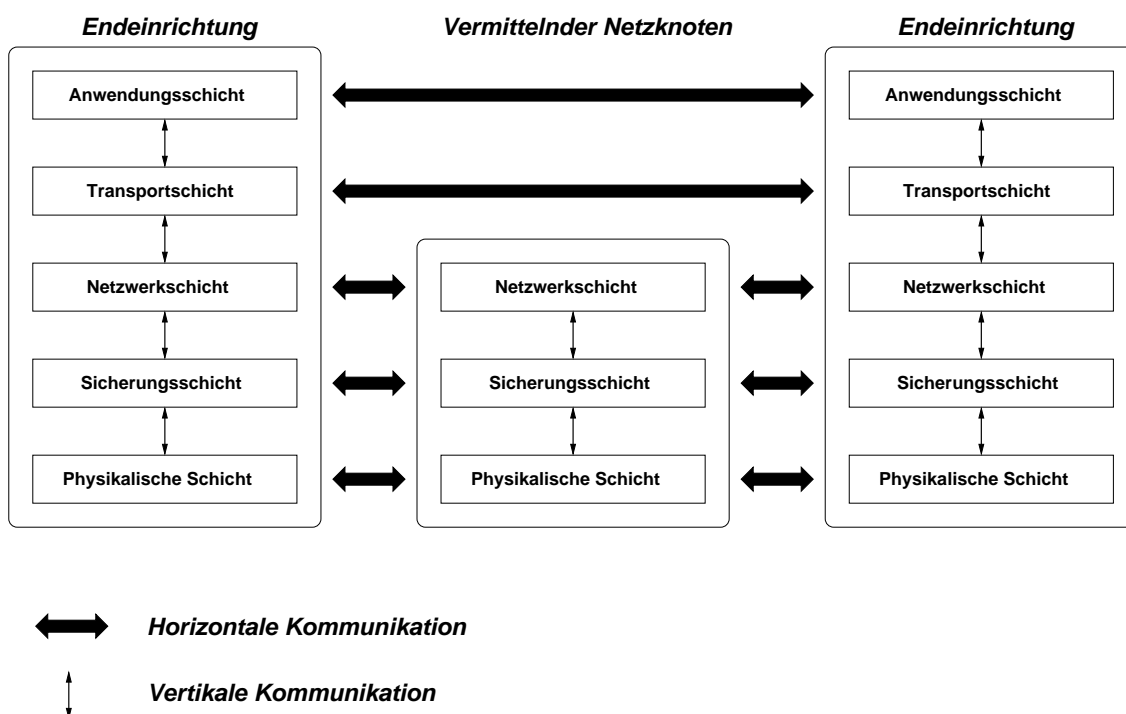 Endeinrichtung
Vermittelnder Netzknoten
Endeinrichtung
Anwendungsschicht
Anwendungsschicht
Transportschicht
Transportschicht
Netzwerkschicht
Netzwerkschicht
Netzwerkschicht
Sicherungsschicht
Sicherungsschicht
Sicherungsschicht
Physikalische Schicht
Physikalische Schicht
Physikalische Schicht
Horizontale Kommunikation
Vertikale Kommunikation